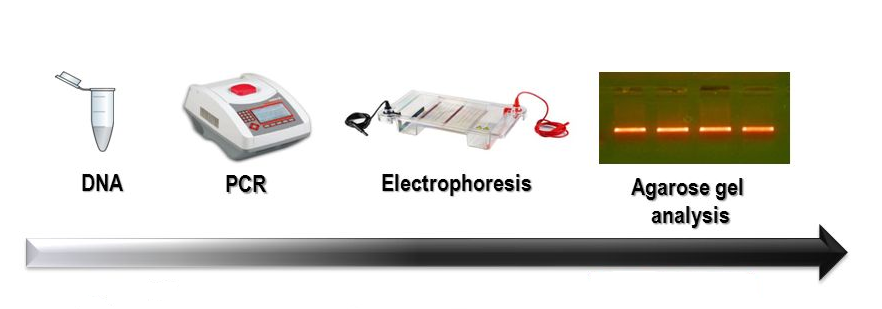 DNA
PCR
Electrophoresis
Agarose gel
analysis